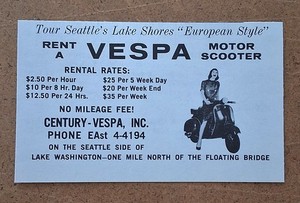 Tour Seattle's Lake Shores "European Style"
RENT A VESPA MOTOR SCOOTER
RENTAL RATES:
$2.50 Per Hour $25 Per 5 Week Day
$10 Per 8 Hr. Day $20 Per Week End
$12.50 Per 24 Hrs. $35 Per Week
NO MILEAGE FEE!
CENTURY-VESPA, INC.
PHONE EAst 4-4194
ON THE SEATTLE SIDE OF
LAKE WASHINGTON—ONE MILE NORTH OF THE FLOATING BRIDGE